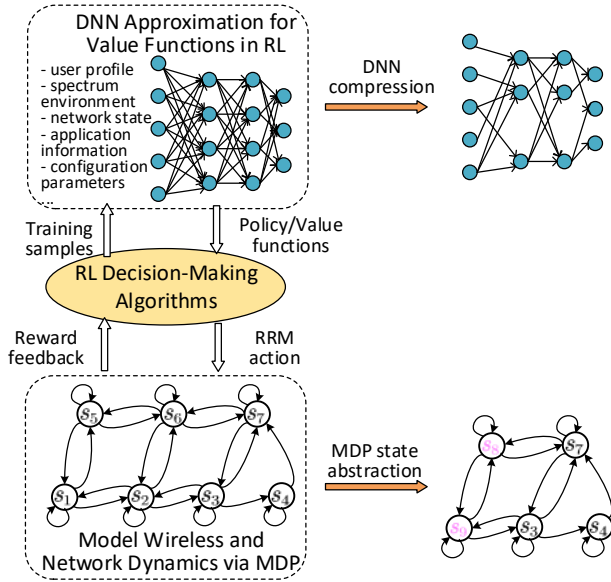 DNN Approximation for
Value Functions in RL
- user profile
- spectrum
environment
- network state
- application
information
- configuration
parameters
...
DNN
compression
Training
samples
Policy/Value
functions
RL Decision-Making
Algorithms
Reward
feedback
RRM
action
s5 s6 s7
s1 s2 s3 s4
Model Wireless and
Network Dynamics via MDP
MDP state
abstraction
s8 s7
s9 s3 s4